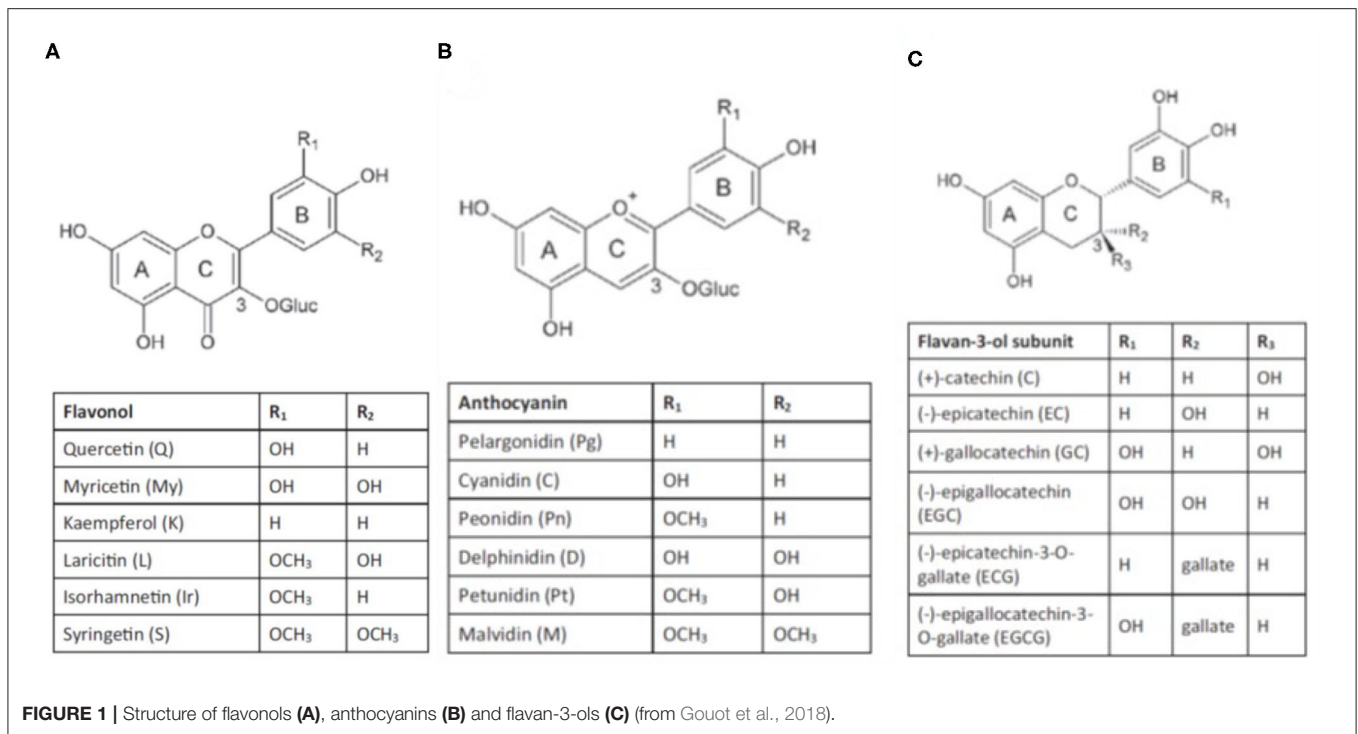 A
R₁
OH
HO
O
B
A
C
R₂
3
OGluc
OH
O
Flavonol R₁ R₂
Quercetin (Q) OH H
Myricetin (My) OH OH
Kaempferol (K) H H
Laricitin (L) OCH₃ OH
Isorhamnetin (Ir) OCH₃ H
Syringetin (S) OCH₃ OCH₃
B
R₁
OH
HO
O⁺
B
A
C
R₂
3
OGluc
OH
Anthocyanin R₁ R₂
Pelargonidin (Pg) H H
Cyanidin (C) OH H
Peonidin (Pn) OCH₃ H
Delphinidin (D) OH OH
Petunidin (Pt) OCH₃ OH
Malvidin (M) OCH₃ OCH₃
C
OH
OH
HO
O
B
A
C
R₁
R₂
3
R₃
OH
Flavan-3-ol subunit R₁ R₂ R₃
(+)-catechin (C) H H OH
(-)-epicatechin (EC) H OH H
(+)-gallocatechin (GC) OH H OH
(-)-epigallocatechin
(EGC) OH OH H
(-)-epicatechin-3-O-
gallate (ECG) H gallate H
(-)-epigallocatechin-3-
O-gallate (EGCG) OH gallate H
FIGURE 1 | Structure of flavonols (A), anthocyanins (B) and flavan-3-ols (C) (from Gouot et al., 2018).